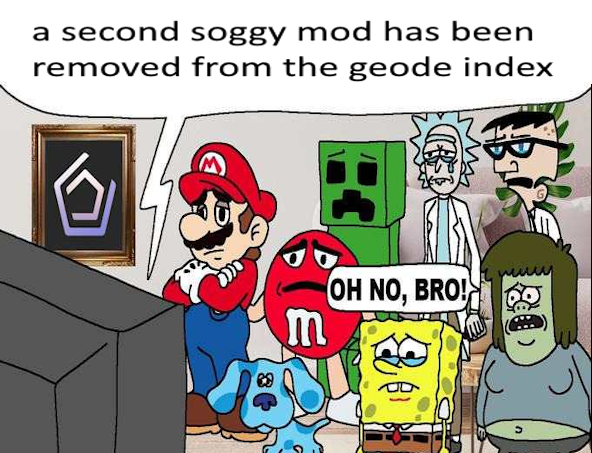 a second soggy mod has been
removed from the geode index
M
m
OH NO, BRO!
G